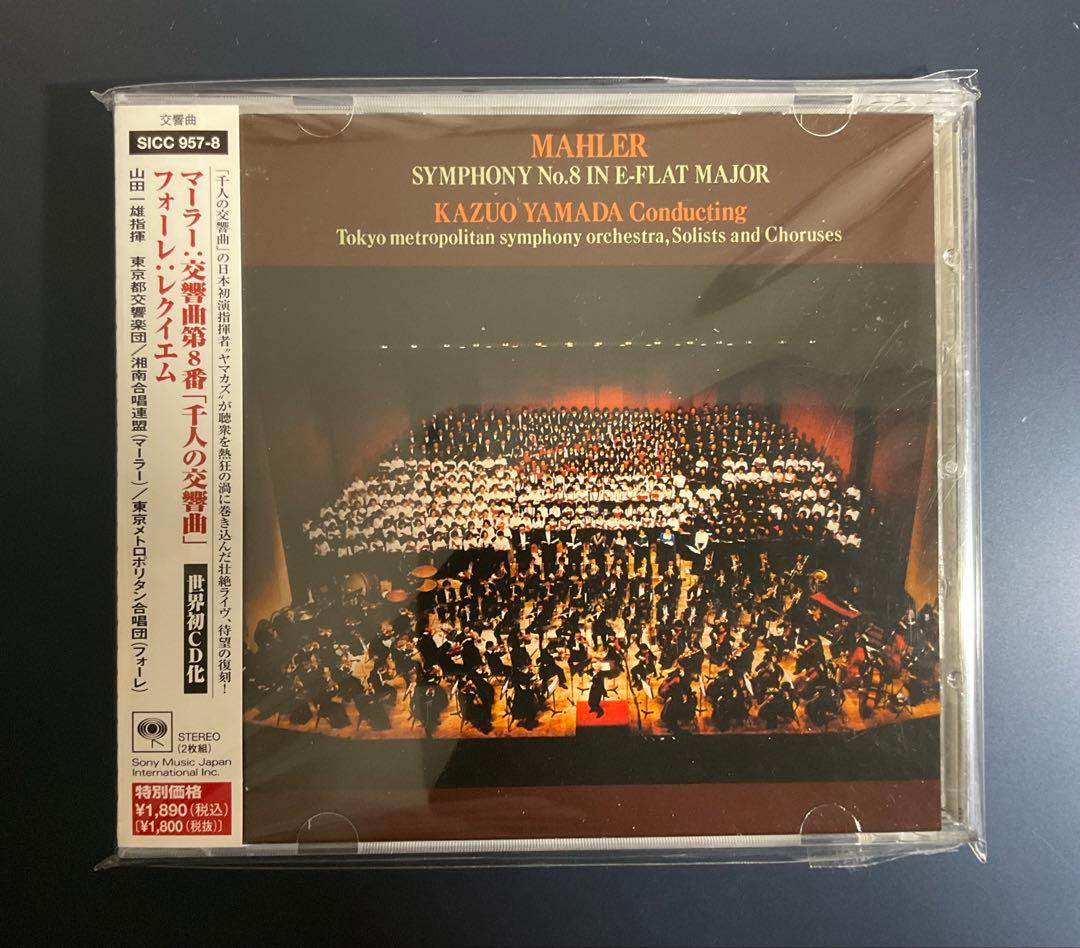 交響曲
SICC 957-8
「千人の交響曲」の日本初演指揮者“ヤマカズ”が聴衆を熱狂の渦に巻き込んだ壮絶ライヴ、待望の復刻!
マーラー:交響曲第8番「千人の交響曲」
世界初CD化
フォーレ:レクイエム
山田一雄指揮 東京都交響楽団/湘南合唱連盟(マーラー)/東京メトロポリタン合唱団(フォーレ)
STEREO
(2枚組)
Sony Music Japan
International Inc.
特別価格
¥1,890(税込)
[¥1,800(税抜)]
MAHLER
SYMPHONY No.8 IN E-FLAT MAJOR
KAZUO YAMADA Conducting
Tokyo metropolitan symphony orchestra, Solists and Choruses